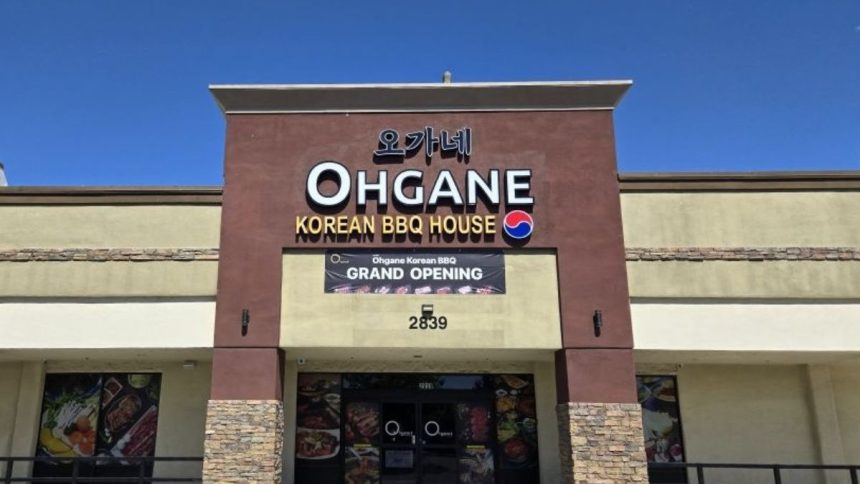 오가네
OHGANE
KOREAN BBQ HOUSE
Ohgane Korean BBQ
GRAND OPENING
2839